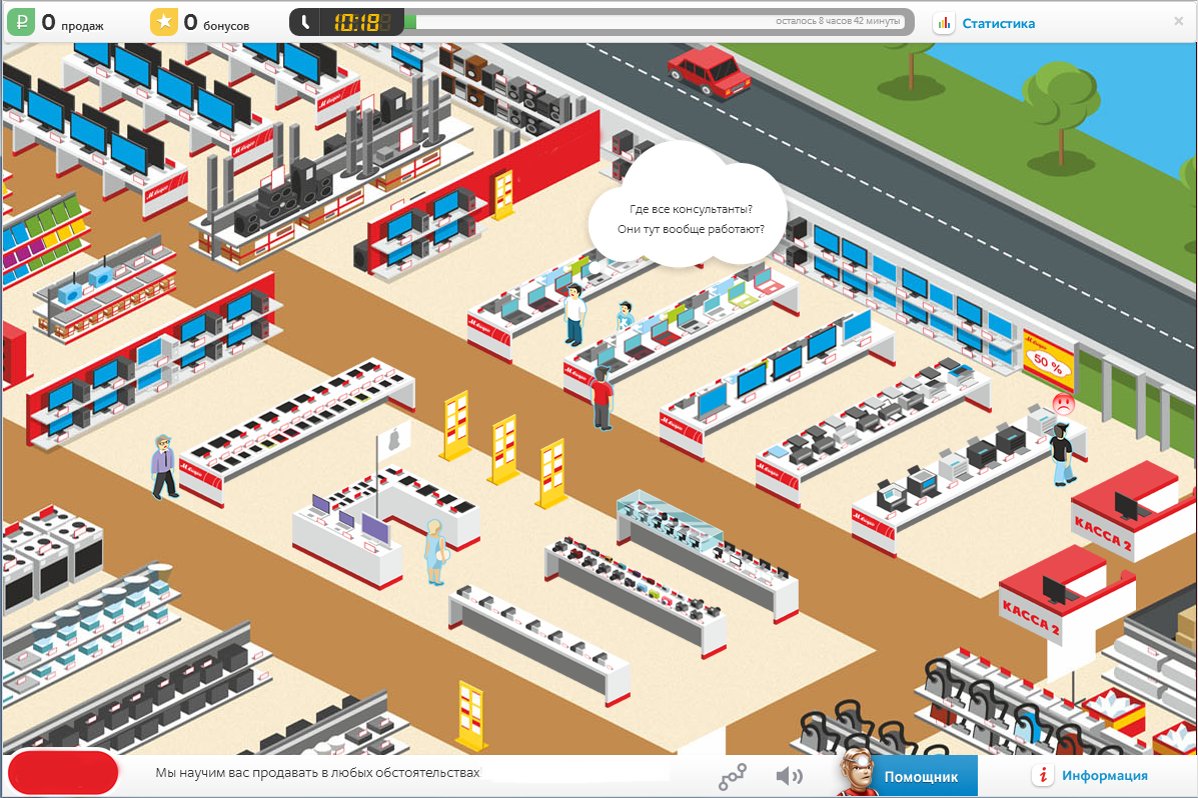 0 продаж
0 бонусов
10:18
осталось 8 часов 42 минуты
Статистика
Где все консультанты?
Они тут вообще работают?
50 %
КАССА 2
КАССА 2
Мы научим вас продавать в любых обстоятельствах
Помощник
Информация